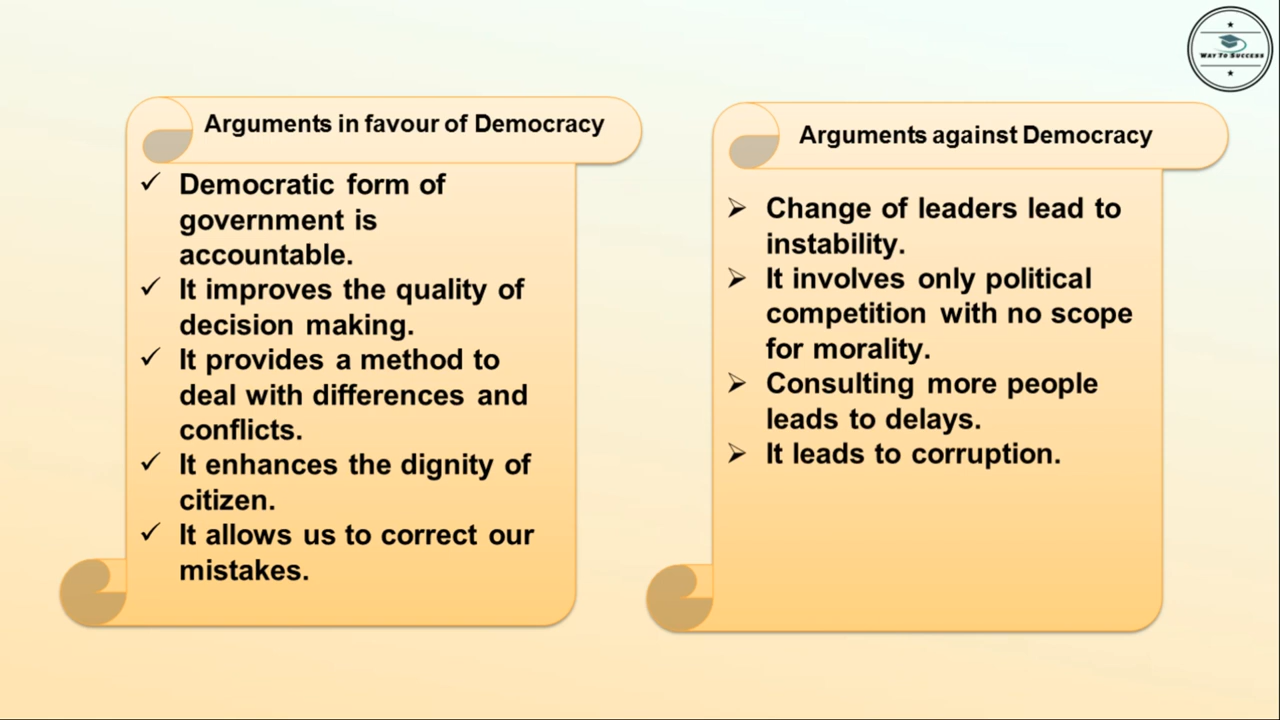 WAY TO SUCCESS
Arguments in favour of Democracy
✓ Democratic form of
government is
accountable.
✓ It improves the quality of
decision making.
✓ It provides a method to
deal with differences and
conflicts.
✓ It enhances the dignity of
citizen.
✓ It allows us to correct our
mistakes.
Arguments against Democracy
➢ Change of leaders lead to
instability.
➢ It involves only political
competition with no scope
for morality.
➢ Consulting more people
leads to delays.
➢ It leads to corruption.